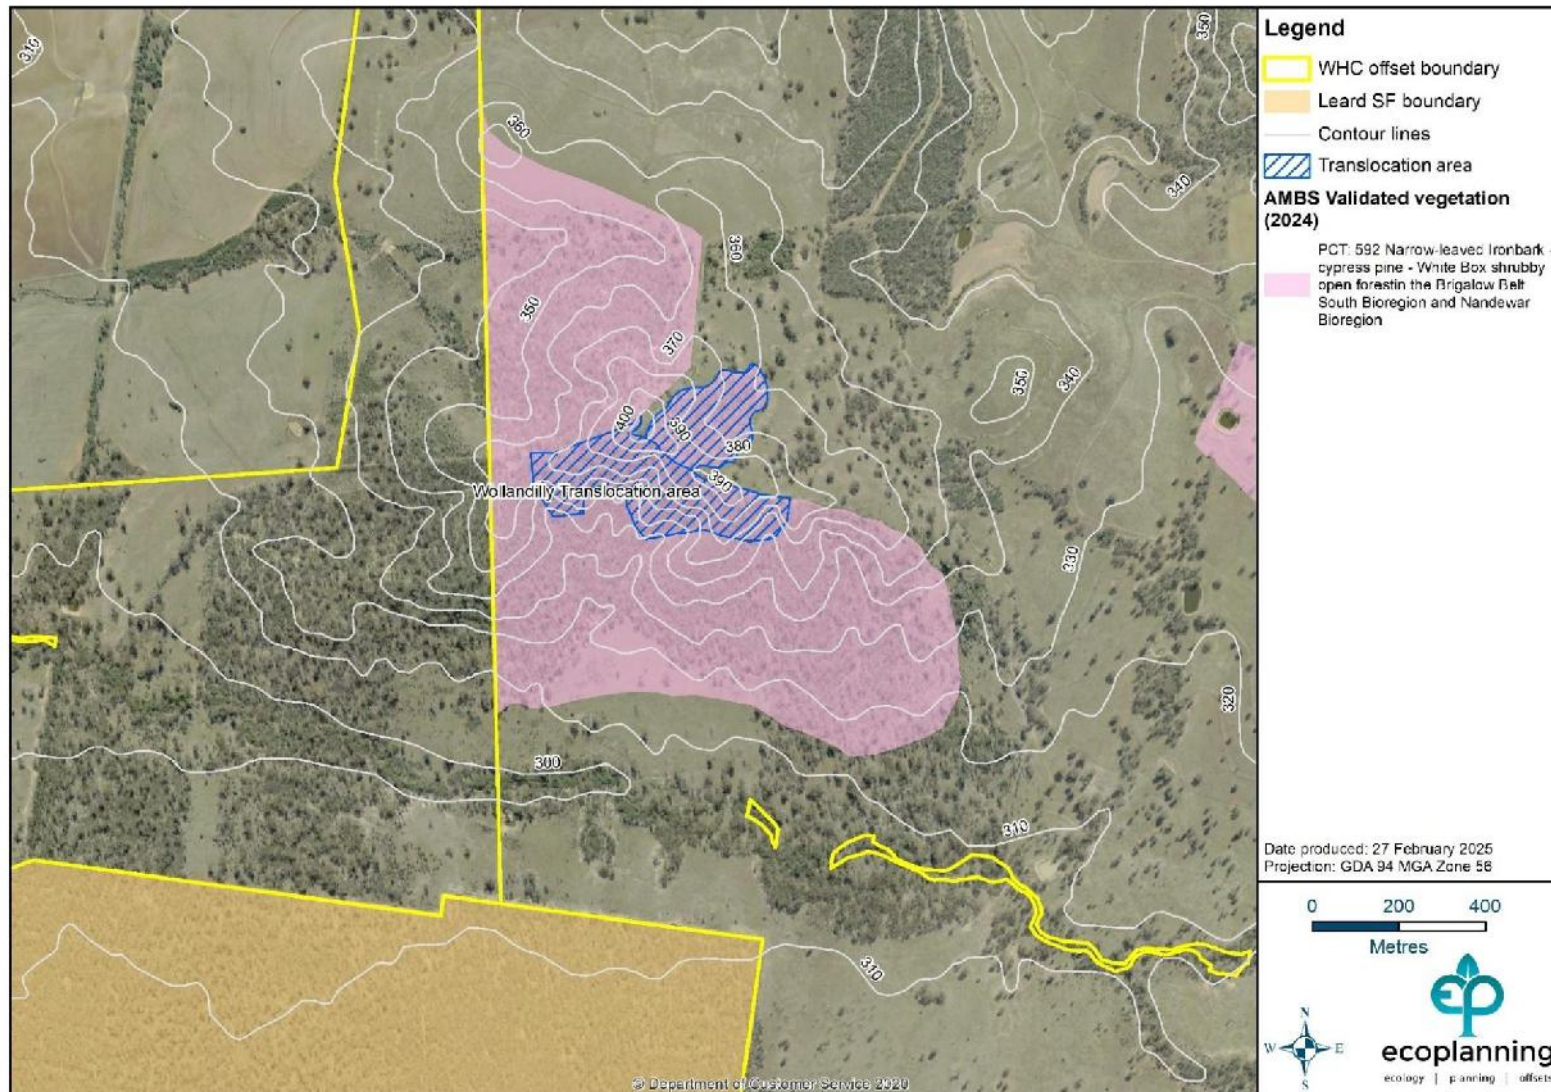 310
350
360
340
360
350
370
350
340
400
390
380
390
Wollandilly Translocation area
330
320
300
310
310
© Department of Customer Service 2020
Legend
WHC offset boundary
Leard SF boundary
Contour lines
Translocation area
AMBS Validated vegetation
(2024)
PCT: 592 Narrow-leaved Ironbark -
cypress pine - White Box shrubby
open forestin the Brigalow Belt
South Bioregion and Nandewar
Bioregion
Date produced: 27 February 2025
Projection: GDA 94 MGA Zone 56
0 200 400
Metres
N
W E
S
ep
ecoplanning
ecology | planning | offsets